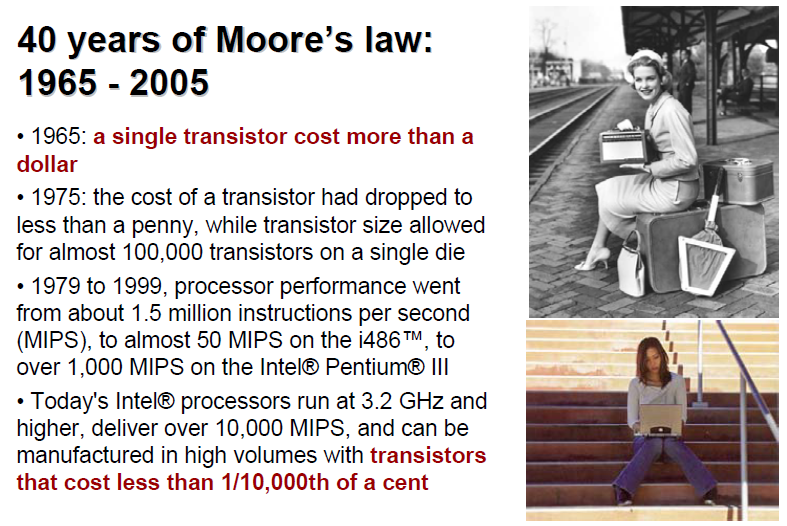 40 years of Moore’s law:
1965 - 2005
• 1965: a single transistor cost more than a
dollar
• 1975: the cost of a transistor had dropped to
less than a penny, while transistor size allowed
for almost 100,000 transistors on a single die
• 1979 to 1999, processor performance went
from about 1.5 million instructions per second
(MIPS), to almost 50 MIPS on the i486™, to
over 1,000 MIPS on the Intel® Pentium® III
• Today's Intel® processors run at 3.2 GHz and
higher, deliver over 10,000 MIPS, and can be
manufactured in high volumes with transistors
that cost less than 1/10,000th of a cent